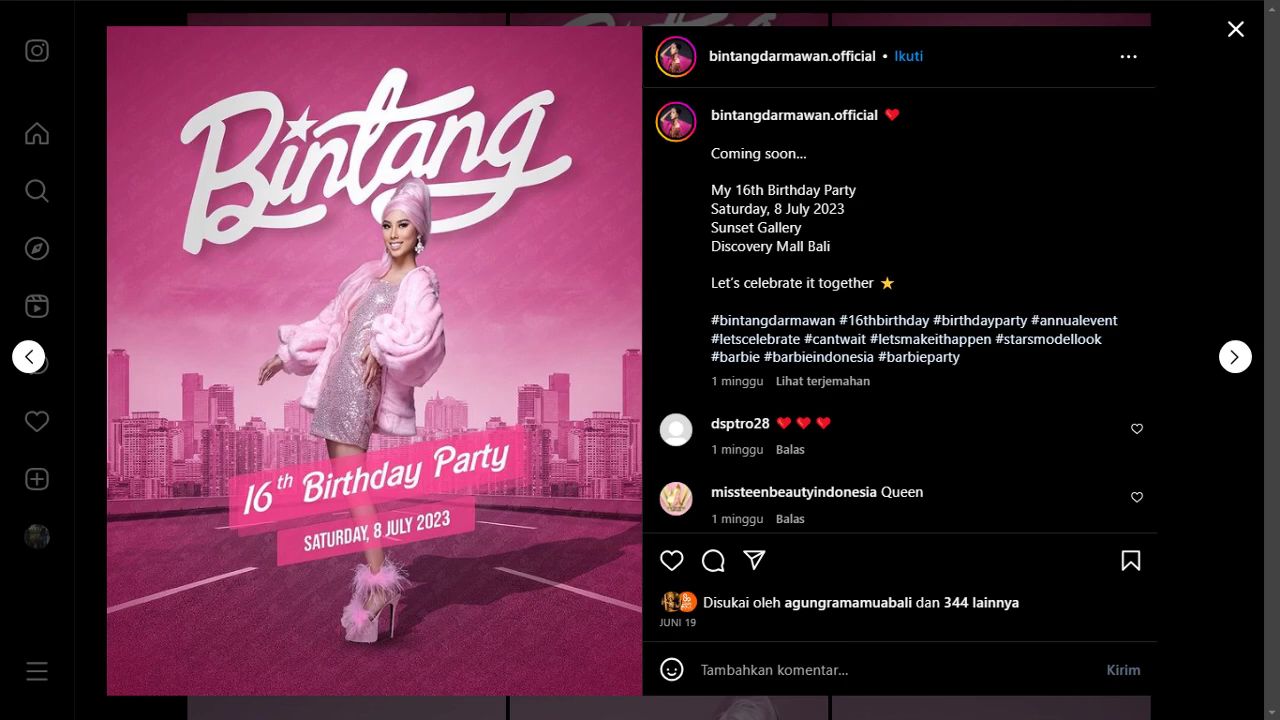 Bintang
16th Birthday Party
SATURDAY, 8 JULY 2023
bintangdarmawan.official • Ikuti
bintangdarmawan.official ❤️
Coming soon...
My 16th Birthday Party
Saturday, 8 July 2023
Sunset Gallery
Discovery Mall Bali
Let’s celebrate it together ⭐
#bintangdarmawan #16thbirthday #birthdayparty #annualevent
#letscelebrate #cantwait #letsmakeithappen #starsmodellook
#barbie #barbieindonesia #barbieparty
1 minggu Lihat terjemahan
dsptro28 ❤️❤️❤️
1 minggu Balas
missteenbeautyindonesia Queen
1 minggu Balas
Disukai oleh agungramamuabali dan 344 lainnya
JUNI 19
Tambahkan komentar... Kirim